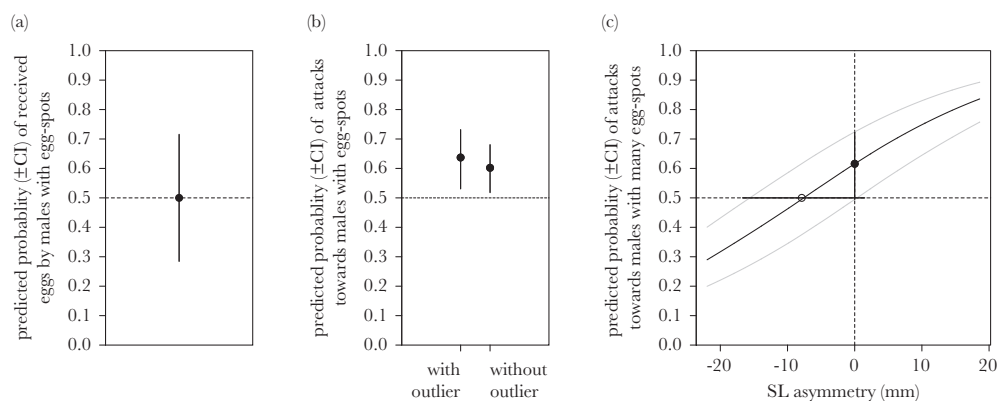 (a)
predicted probability (±CI) of received
eggs by males with egg-spots
1.0
0.9
0.8
0.7
0.6
0.5
0.4
0.3
0.2
0.1
0.0
(b)
predicted probablity (±CI) of attacks
towards males with egg-spots
1.0
0.9
0.8
0.7
0.6
0.5
0.4
0.3
0.2
0.1
0.0
with
outlier
without
outlier
(c)
predicted probablity (±CI) of attacks
towards males with many egg-spots
1.0
0.9
0.8
0.7
0.6
0.5
0.4
0.3
0.2
0.1
0.0
-20 -10 0 10 20
SL asymmetry (mm)